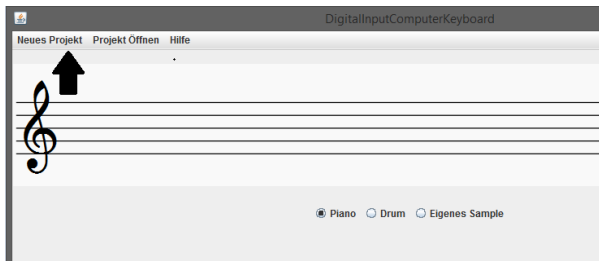 DigitalInputComputerKeyboard
Neues Projekt Projekt Öffnen Hilfe
Piano Drum Eigenes Sample